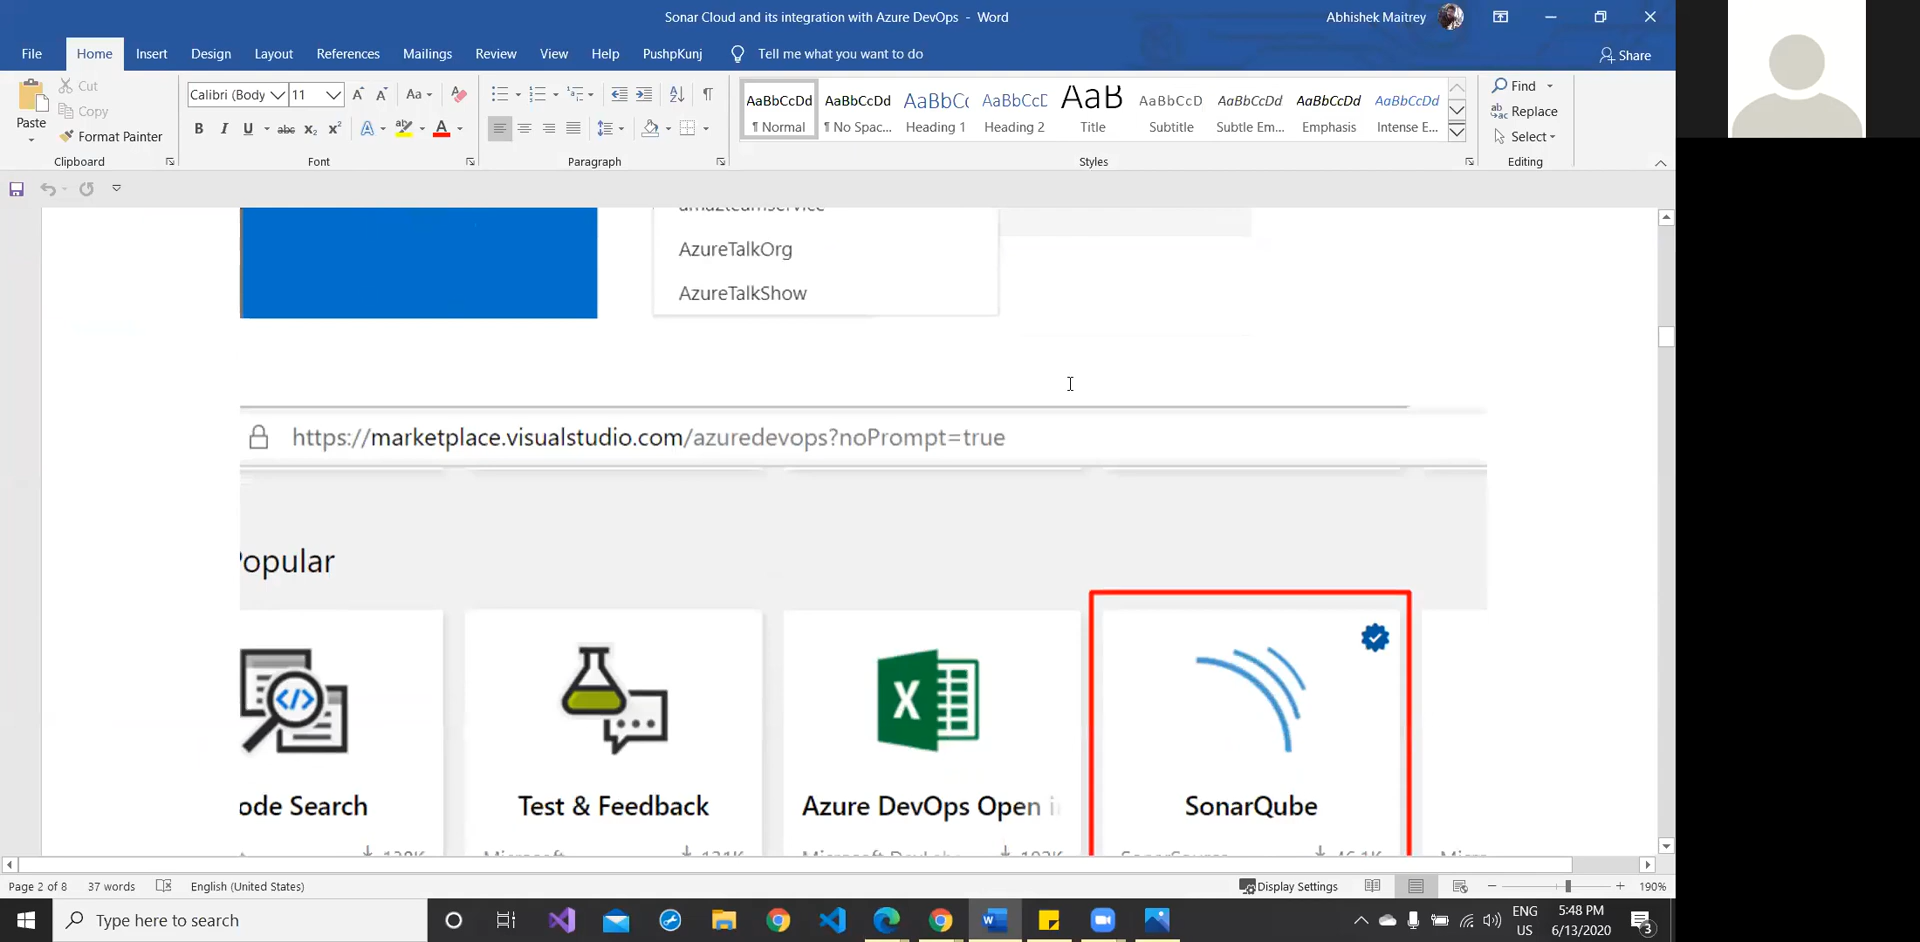 Sonar Cloud and its integration with Azure DevOps - Word
Abhishek Maitrey
File Home Insert Design Layout References Mailings Review View Help PushpKunj Tell me what you want to do
Share
Paste
Cut
Copy
Format Painter
Clipboard
Calibri (Body 11
Font
Paragraph
AaBbCcDd AaBbCcDd AaBbCc AaBbCcD AaB AaBbCcD AaBbCcDd AaBbCcDd AaBbCcDd
¶ Normal ¶ No Spac... Heading 1 Heading 2 Title Subtitle Subtle Em... Emphasis Intense E...
Styles
Find
Replace
Select
Editing
amazteamservice
AzureTalkOrg
AzureTalkShow
https://marketplace.visualstudio.com/azuredevops?noPrompt=true
Popular
ode Search
Test & Feedback
Azure DevOps Open i
SonarQube
Page 2 of 8 37 words English (United States)
Display Settings
190%
Type here to search
ENG
US
5:48 PM
6/13/2020
3